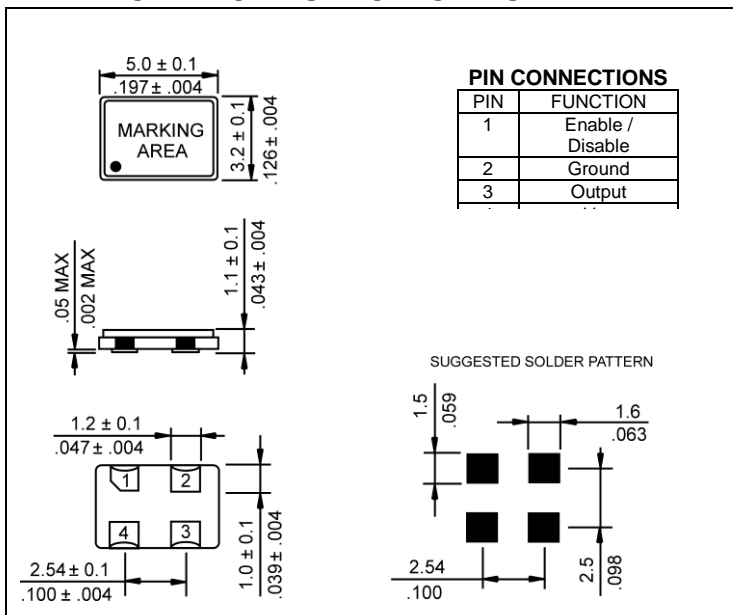 5.0 ± 0.1
.197 ± .004
MARKING
AREA
3.2 ± 0.1
.126 ± .004
PIN CONNECTIONS
PIN FUNCTION
1 Enable /
Disable
2 Ground
3 Output
.05 MAX
.002 MAX
1.1 ± 0.1
.043 ± .004
SUGGESTED SOLDER PATTERN
1.2 ± 0.1
.047 ± .004
1 2
4 3
1.0 ± 0.1
.039 ± .004
2.54 ± 0.1
.100 ± .004
1.5
.059
1.6
.063
2.54
.100
2.5
.098